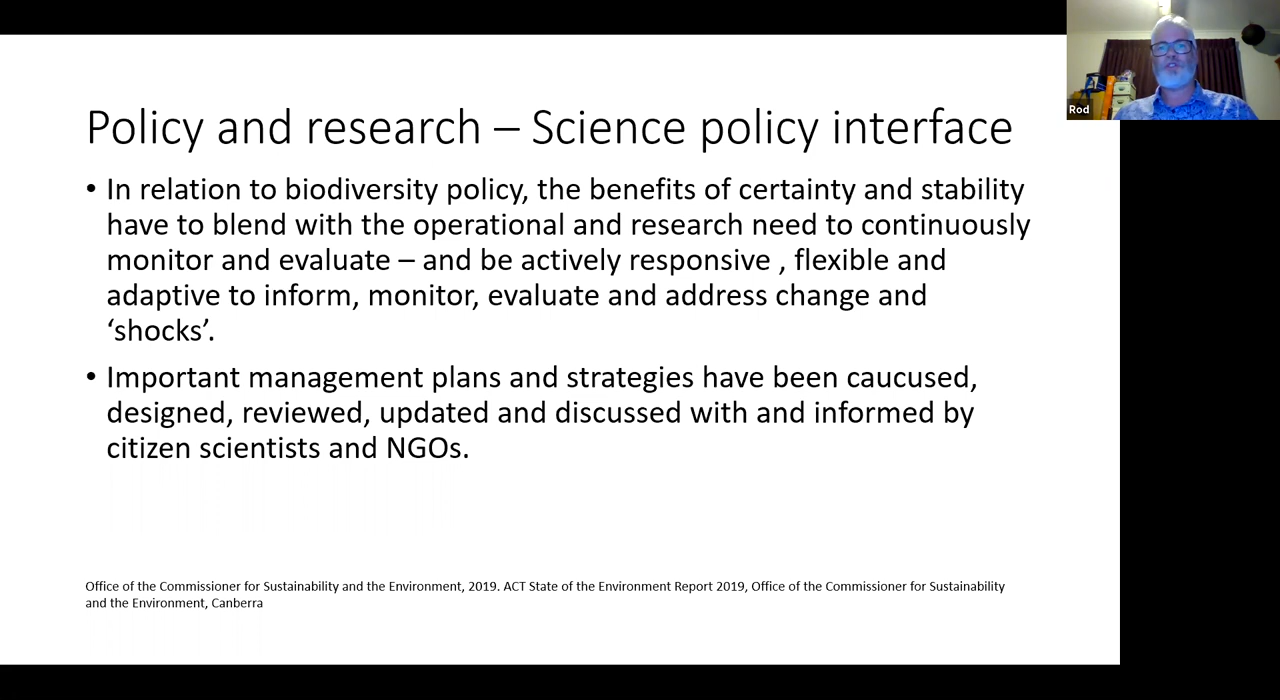 Policy and research – Science policy interface
• In relation to biodiversity policy, the benefits of certainty and stability
have to blend with the operational and research need to continuously
monitor and evaluate – and be actively responsive , flexible and
adaptive to inform, monitor, evaluate and address change and
‘shocks’.
• Important management plans and strategies have been caucused,
designed, reviewed, updated and discussed with and informed by
citizen scientists and NGOs.
Office of the Commissioner for Sustainability and the Environment, 2019. ACT State of the Environment Report 2019, Office of the Commissioner for Sustainability
and the Environment, Canberra
Rod